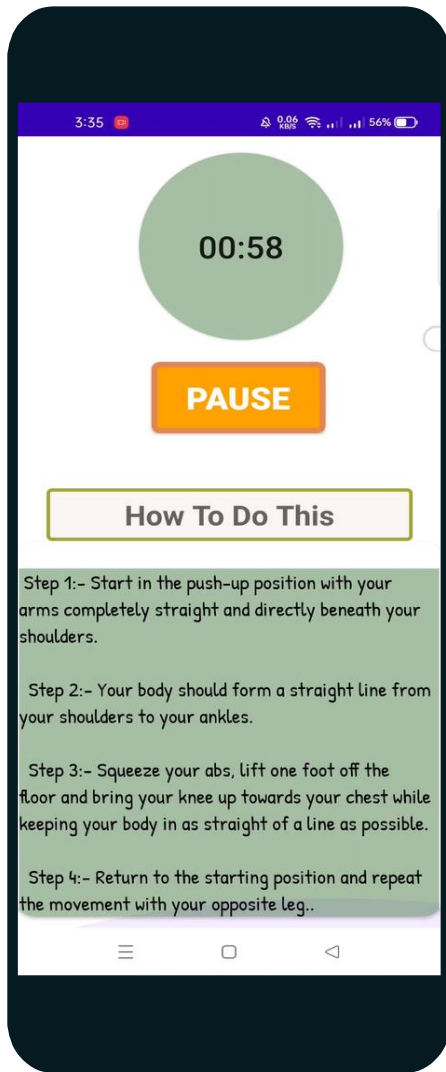 3:35 0.06 KB/S 56%
00:58
PAUSE
How To Do This
Step 1:- Start in the push-up position with your
arms completely straight and directly beneath your
shoulders.
Step 2:- Your body should form a straight line from
your shoulders to your ankles.
Step 3:- Squeeze your abs, lift one foot off the
floor and bring your knee up towards your chest while
keeping your body in as straight of a line as possible.
Step 4:- Return to the starting position and repeat
the movement with your opposite leg..